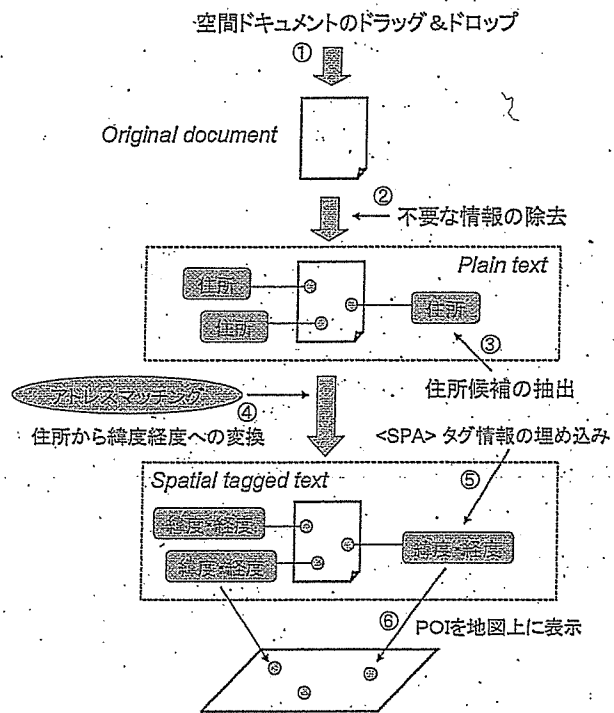 空間ドキュメントのドラッグ&ドロップ
①
Original document
②
不要な情報の除去
Plain text
住所
住所
住所
③
住所候補の抽出
アドレスマッチング
④
住所から緯度経度への変換
<SPA> タグ情報の埋め込み
Spatial tagged text
⑤
緯度・経度
緯度・経度
緯度・経度
⑥
POIを地図上に表示